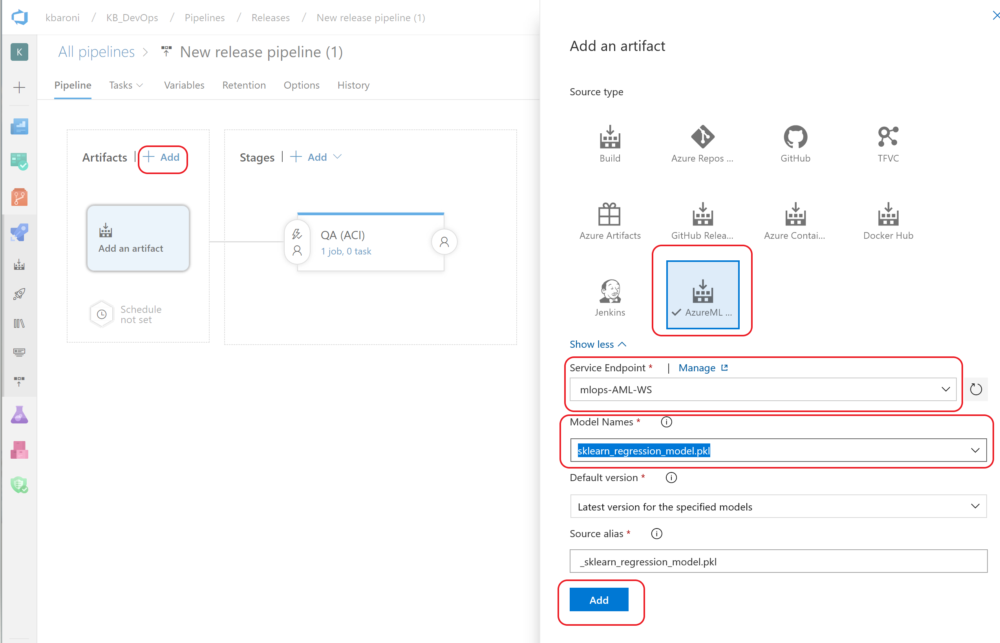 kbaroni / KB_DevOps / Pipelines / Releases / New release pipeline (1)
K
All pipelines > New release pipeline (1)
Pipeline Tasks Variables Retention Options History
Artifacts | + Add
Stages | + Add
Add an artifact
QA (ACI)
1 job, 0 task
Schedule
not set
Add an artifact
Source type
Build
Azure Repos ...
GitHub
TFVC
Azure Artifacts
GitHub Relea...
Azure Contai...
Docker Hub
Jenkins
AzureML ...
Show less
Service Endpoint * | Manage
mlops-AML-WS
Model Names *
sklearn_regression_model.pkl
Default version *
Latest version for the specified models
Source alias *
_sklearn_regression_model.pkl
Add